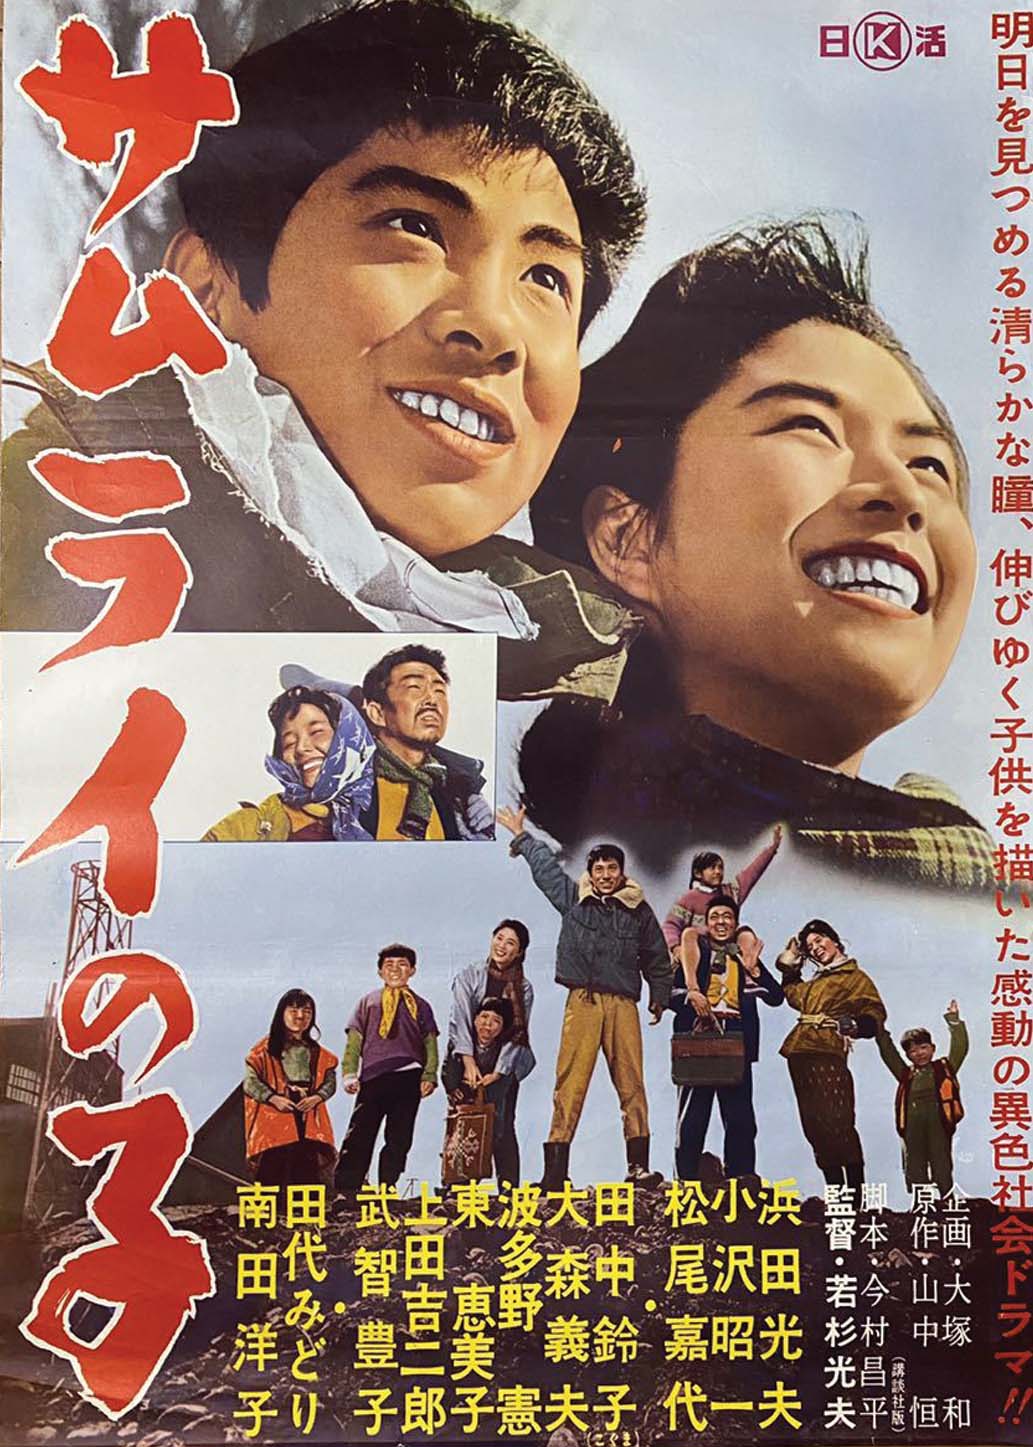 日K活
明日を見つめる清らかな瞳、伸びゆく子供を描いた感動の異色社会ドラマ!!
サムライの子
企画・大塚 和
原作・山中 恒
(講談社版)
脚本・今村昌平
監督・若杉光夫
浜田光夫
小沢昭一
松尾嘉代
田中鈴子
(こぐま)
大森義夫
波多野 憲
東 恵美子
上田吉二郎
武智豊子
田代みどり
南田洋子